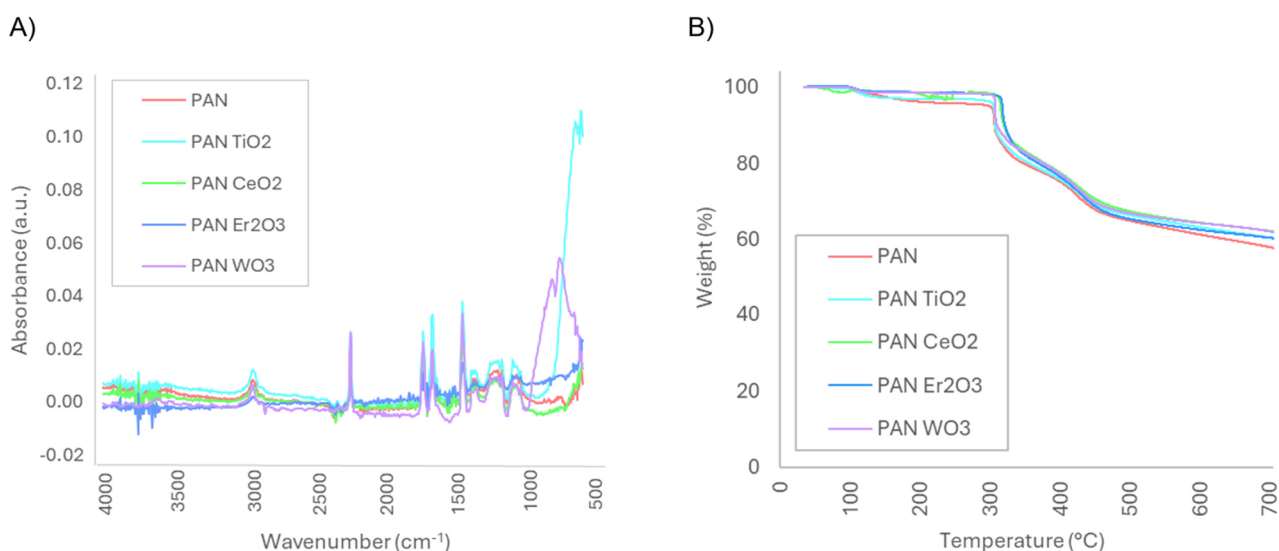 A)
0.12
0.10
0.08
0.06
0.04
0.02
0.00
-0.02
Absorbance (a.u.)
PAN
PAN TiO2
PAN CeO2
PAN Er2O3
PAN WO3
4000
3500
3000
2500
2000
1500
1000
500
Wavenumber (cm⁻¹)
B)
100
80
60
40
20
0
Weight (%)
PAN
PAN TiO2
PAN CeO2
PAN Er2O3
PAN WO3
0
100
200
300
400
500
600
700
Temperature (°C)